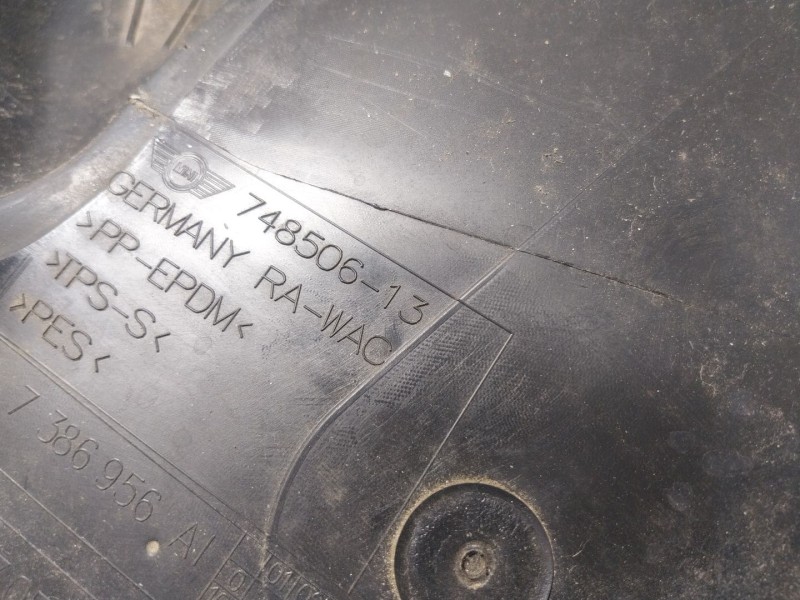 748506-13
GERMANY RA-WAC
>PP-EPDM<
>TPS-S<
>PES<
7 386 956 AI